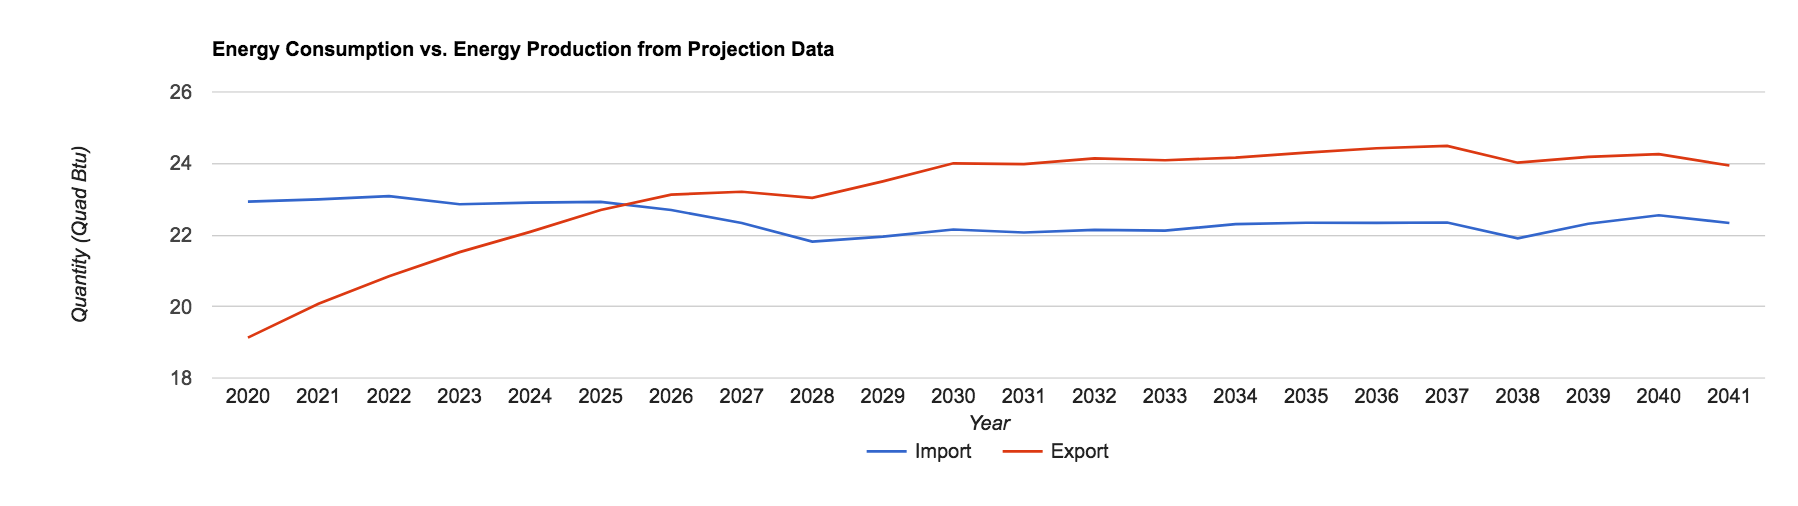 Energy Consumption vs. Energy Production from Projection Data
26
24
22
20
18
Quantity (Quad Btu)
2020 2021 2022 2023 2024 2025 2026 2027 2028 2029 2030 2031 2032 2033 2034 2035 2036 2037 2038 2039 2040 2041
Year
Import Export